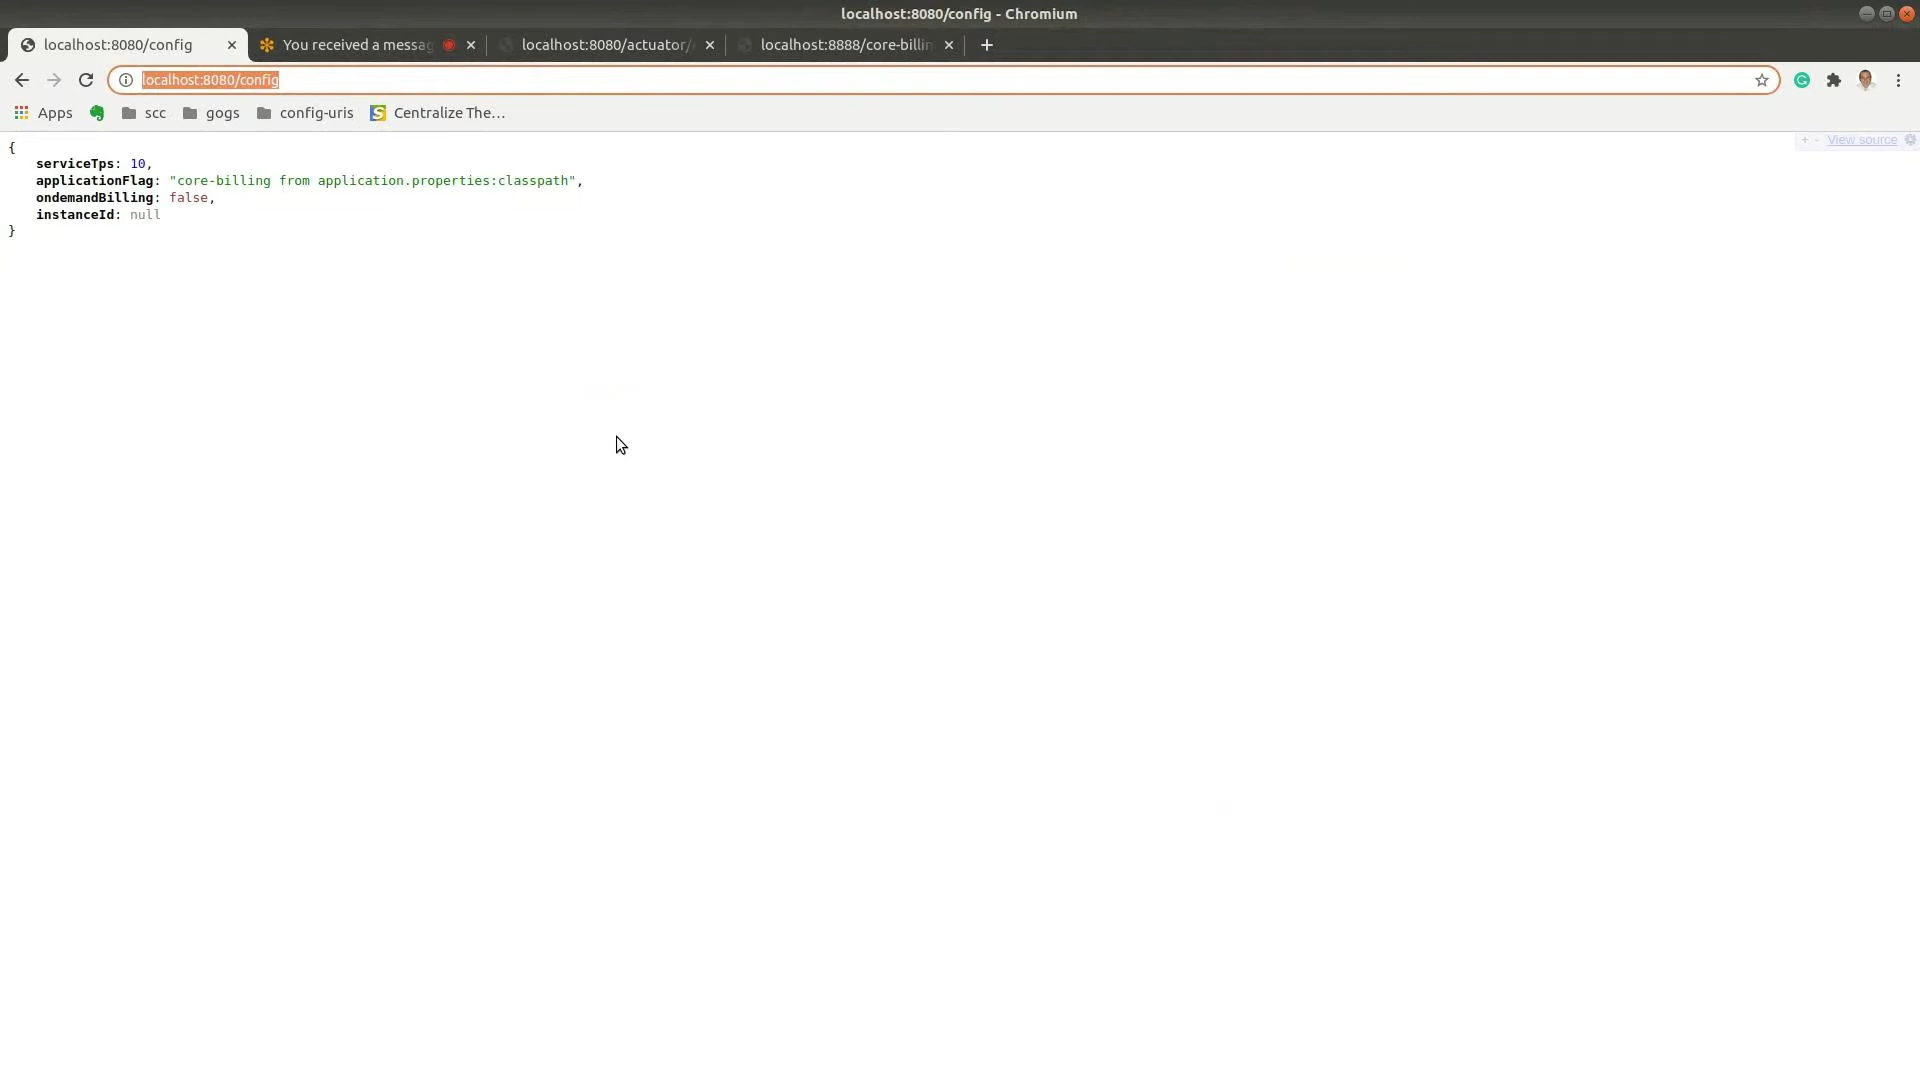 localhost:8080/config - Chromium
localhost:8080/config
You received a messag
localhost:8080/actuator/
localhost:8888/core-billin
localhost:8080/config
Apps
scc
gogs
config-uris
Centralize The...
+ - View source
{
serviceTps: 10,
applicationFlag: "core-billing from application.properties:classpath",
ondemandBilling: false,
instanceId: null
}